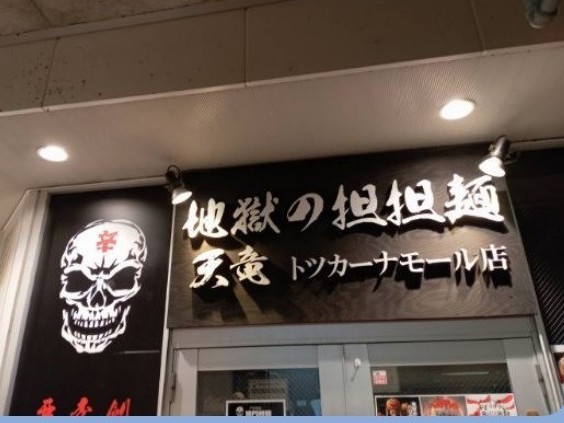 地獄の担担麺
天竜 トツカーナモール店
辛